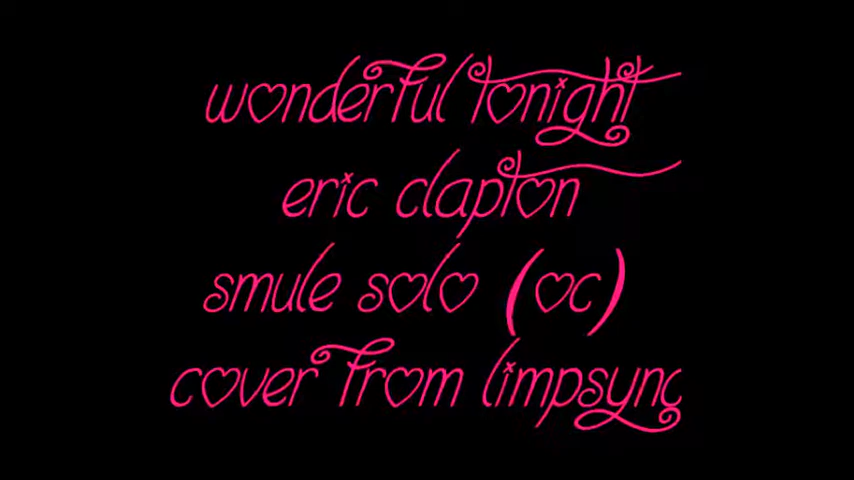 wonderful tonight
eric clapton
smule solo (oc)
cover from limpsync